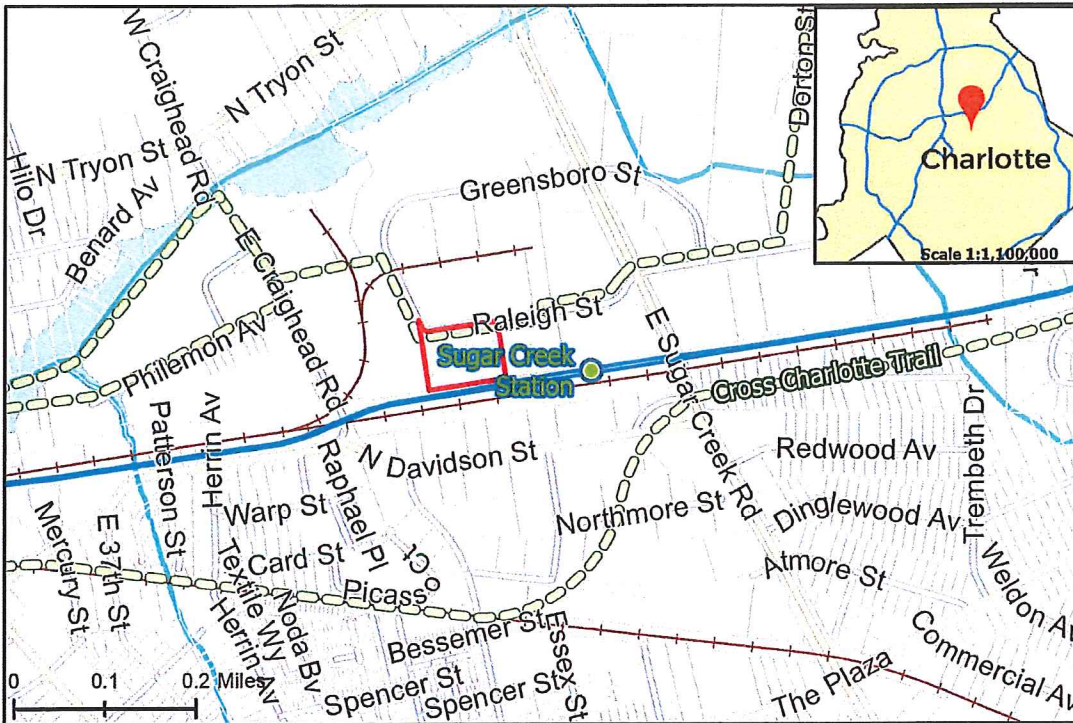 W Craighead Rd
N Tryon St
Dorton St
Charlotte
Scale 1:1,100,000
Hilo Dr
N Tryon St
Benard Av
Greensboro St
E Craighead Rd
Raleigh St
Philemon Av
Sugar Creek
Station
E Sugar Creek Rd
Cross Charlotte Trail
Patterson St
Herrin Av
N Davidson St
Redwood Av
Trembeth Dr
Raphael Pl
Warp St
Northmore St
Dinglewood Av
Mercury St
E 37th St
Card St
Picasso Ct
Atmore St
Weldon Av
Textile Wy
Herrin Av
Noda Bv
Bessemer St
Essex St
Commercial Av
Spencer St
Spencer St
The Plaza
0 0.1 0.2 Miles